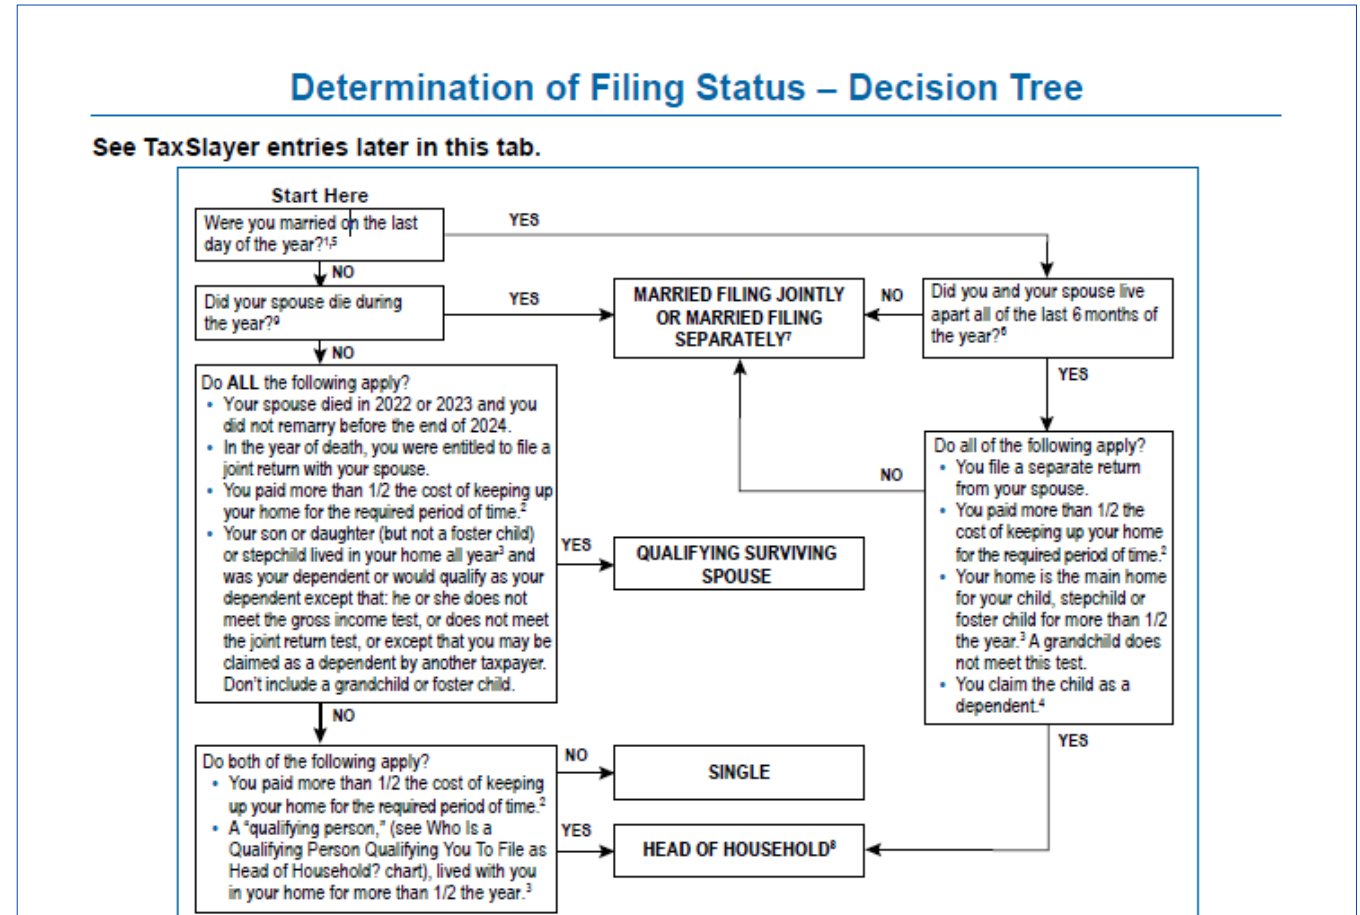 Determination of Filing Status – Decision Tree
See TaxSlayer entries later in this tab.
Start Here
Were you married on the last
day of the year?1,5
YES
NO
Did your spouse die during
the year?9
YES
MARRIED FILING JOINTLY
OR MARRIED FILING
SEPARATELY7
NO
Did you and your spouse live
apart all of the last 6 months of
the year?6
NO
YES
Do ALL the following apply?
• Your spouse died in 2022 or 2023 and you
did not remarry before the end of 2024.
• In the year of death, you were entitled to file a
joint return with your spouse.
• You paid more than 1/2 the cost of keeping up
your home for the required period of time.2
• Your son or daughter (but not a foster child)
or stepchild lived in your home all year3 and
was your dependent or would qualify as your
dependent except that: he or she does not
meet the gross income test, or does not meet
the joint return test, or except that you may be
claimed as a dependent by another taxpayer.
Don't include a grandchild or foster child.
YES
QUALIFYING SURVIVING
SPOUSE
NO
Do all of the following apply?
• You file a separate return
from your spouse.
• You paid more than 1/2 the
cost of keeping up your home
for the required period of time.2
• Your home is the main home
for your child, stepchild or
foster child for more than 1/2
the year.3 A grandchild does
not meet this test.
• You claim the child as a
dependent.4
NO
YES
Do both of the following apply?
• You paid more than 1/2 the cost of keeping
up your home for the required period of time.2
• A “qualifying person,” (see Who Is a
Qualifying Person Qualifying You To File as
Head of Household? chart), lived with you
in your home for more than 1/2 the year.3
NO
SINGLE
YES
HEAD OF HOUSEHOLD8